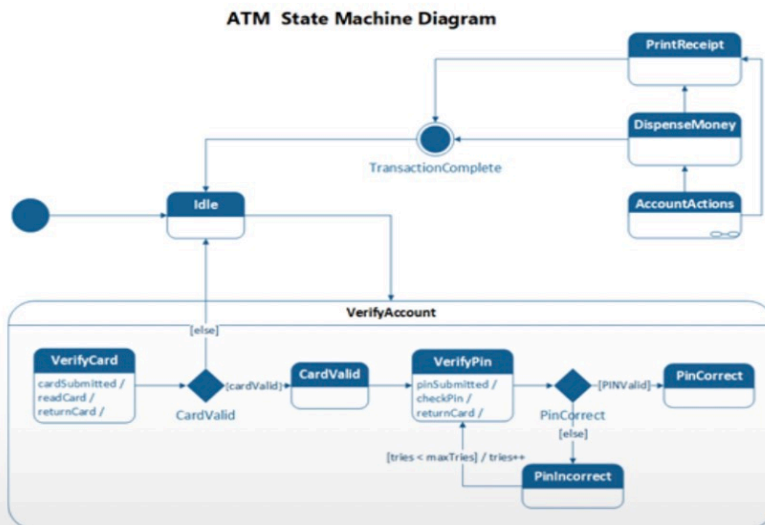 ATM State Machine Diagram
PrintReceipt
DispenseMoney
TransactionComplete
Idle
AccountActions
VerifyAccount
[else]
VerifyCard
cardSubmitted /
readCard /
returnCard /
CardValid
[cardValid]
CardValid
VerifyPin
pinSubmitted /
checkPin /
returnCard /
PinCorrect
[PINValid]
PinCorrect
[else]
[tries < maxTries] / tries++
PinIncorrect